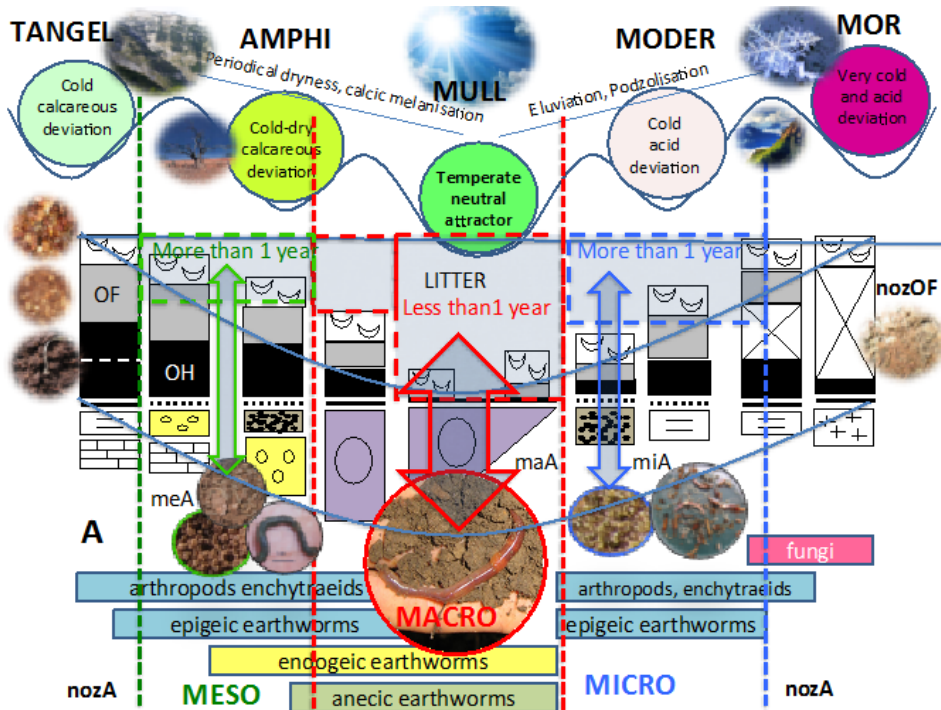 TANGEL
AMPHI
MULL
MODER
MOR
Cold
calcareous
deviation
Periodical dryness, calcic melanisation
Eluviation, Podzolisation
Very cold
and acid
deviation
Cold-dry
calcareous
deviation
Cold
acid
deviation
Temperate
neutral
attractor
More than 1 year
More than 1 year
LITTER
Less than1 year
OF
OH
nozOF
meA
maA
miA
A
fungi
arthropods enchytraeids
arthropods, enchytraeids
MACRO
epigeic earthworms
epigeic earthworms
endogeic earthworms
anecic earthworms
nozA
MESO
MICRO
nozA